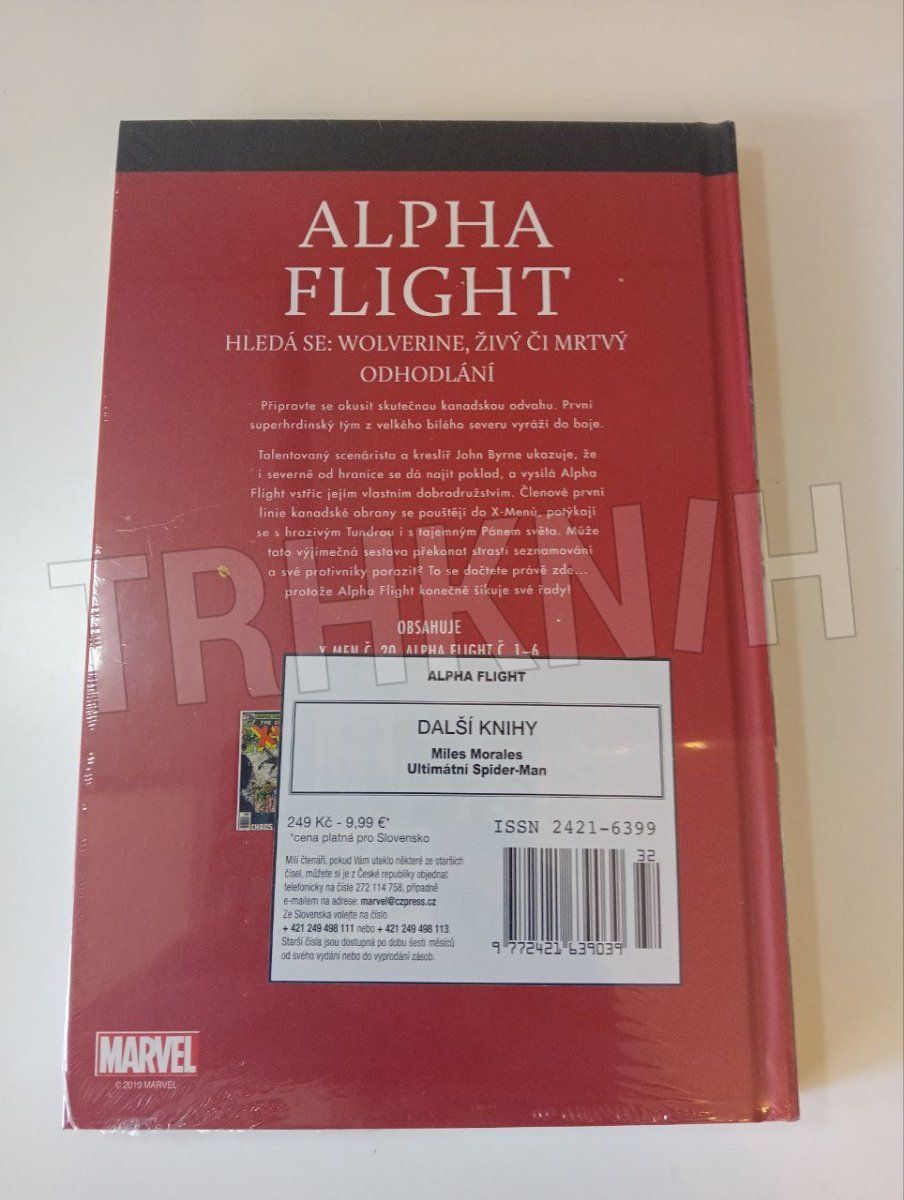 ALPHA
FLIGHT
HLEDÁ SE: WOLVERINE, ŽIVÝ ČI MRTVÝ
ODHODLÁNÍ
Připravte se okusit skutečnou kanadskou odvahu. První
superhrdinský tým z velkého bílého severu vyráží do boje.
Talentovaný scenárista a kreslíř John Byrne ukazuje, že
i severně od hranice se dá najít poklad, a vysílá Alpha
Flight vstříc jejím vlastním dobrodružstvím. Členové první
linie kanadské obrany se pouštějí do X-Menů, potýkají
se s hrozivým Tundrou i s tajemným Pánem světa. Může
tato výjimečná sestava překonat strasti seznamování
a své protivníky porazit? To se dočtete právě zde...
protože Alpha Flight konečně šikuje své řady!
TRHKNIH
OBSAHUJE
X-MEN Č. 20, ALPHA FLIGHT Č. 1–6
ALPHA FLIGHT
DALŠÍ KNIHY
Miles Morales
Ultimátní Spider-Man
249 Kč - 9,99 €*
*cena platná pro Slovensko
Milí čtenáři, pokud Vám uteklo některé ze starších
čísel, můžete si je z České republiky objednat
telefonicky na čísle 272 114 758, případně
e-mailem na adrese: marvel@czpress.cz
Ze Slovenska volejte na číslo
+ 421 249 498 111 nebo + 421 249 498 113.
Starší čísla jsou dostupná po dobu šesti měsíců
od svého vydání nebo do vyprodání zásob.
ISSN 2421-6399
32
9 772421 639039
CHAOS
MARVEL
© 2019 MARVEL